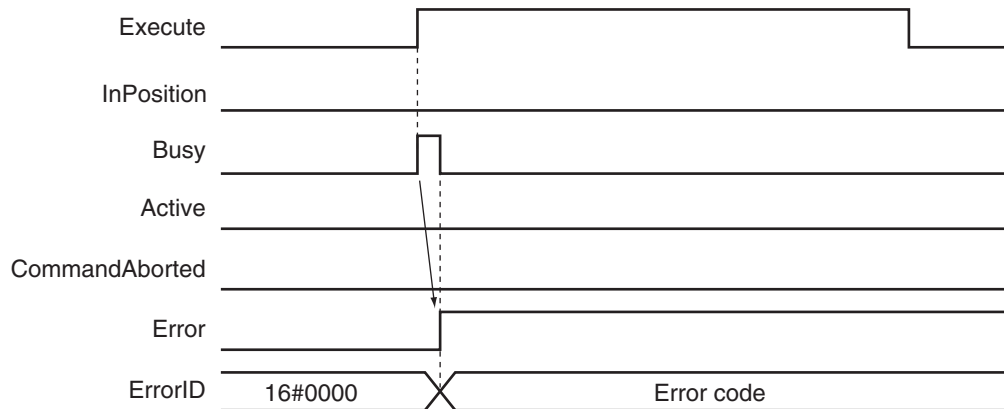 Execute
InPosition
Busy
Active
CommandAborted
Error
ErrorID 16#0000 Error code